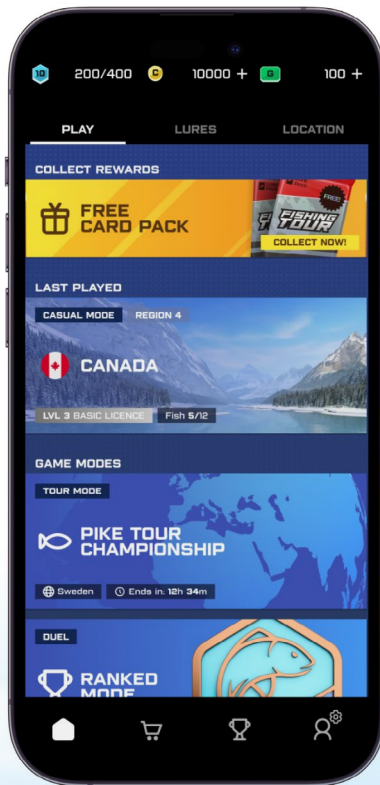 10 200/400 C 10000 + G 100 +
PLAY LURES LOCATION
COLLECT REWARDS
FREE
CARD PACK
FREE
FISHING
TOUR
COLLECT NOW!
LAST PLAYED
CASUAL MODE REGION 4
CANADA
LVL 3 BASIC LICENCE Fish 5/12
GAME MODES
TOUR MODE
PIKE TOUR
CHAMPIONSHIP
Sweden Ends in: 12h 34m
DUEL
RANKED
MODE